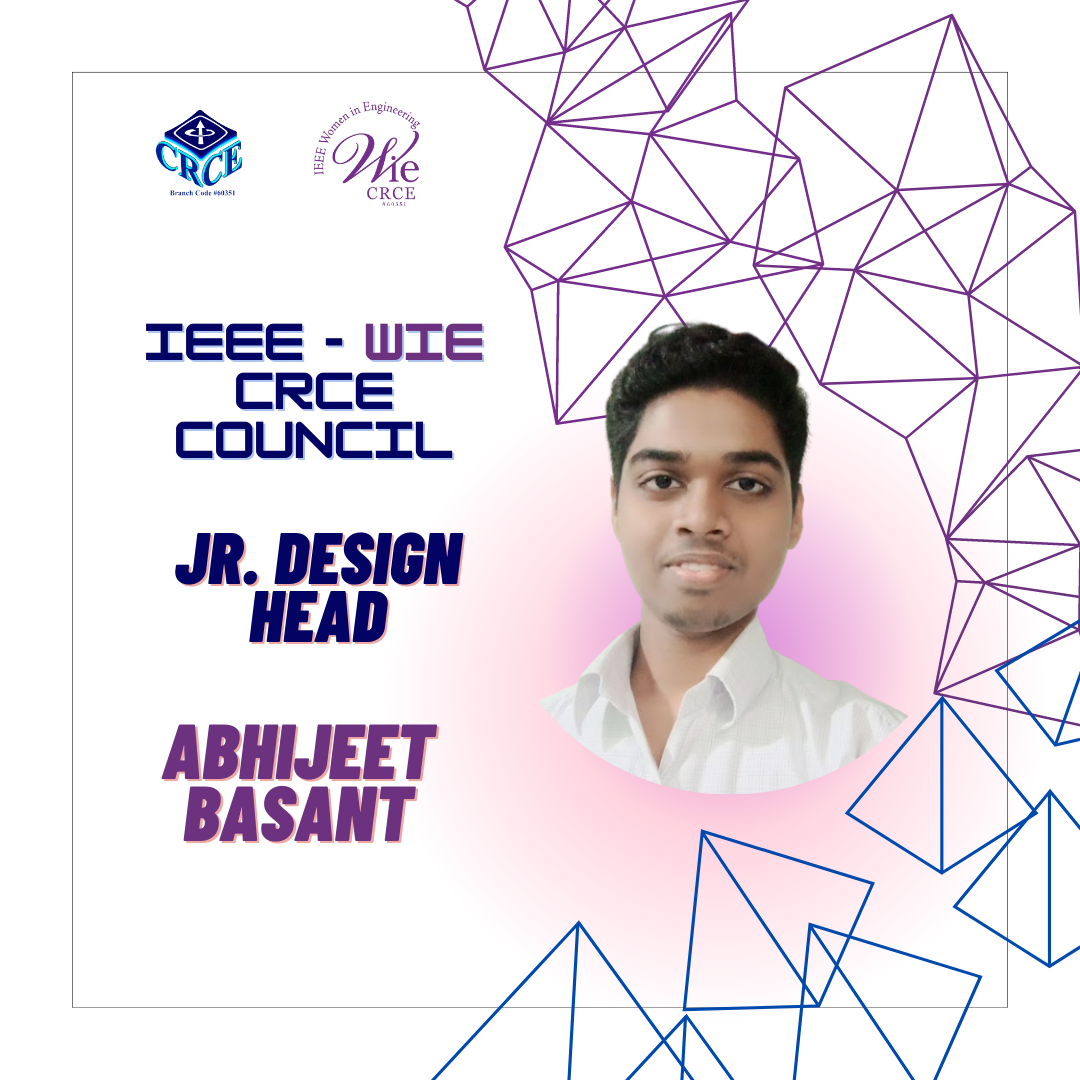 CRCE
Branch Code #60351
IEEE Women in Engineering
Wie
CRCE
#60351
IEEE - WIE
CRCE
COUNCIL
JR. DESIGN
HEAD
ABHIJEET
BASANT